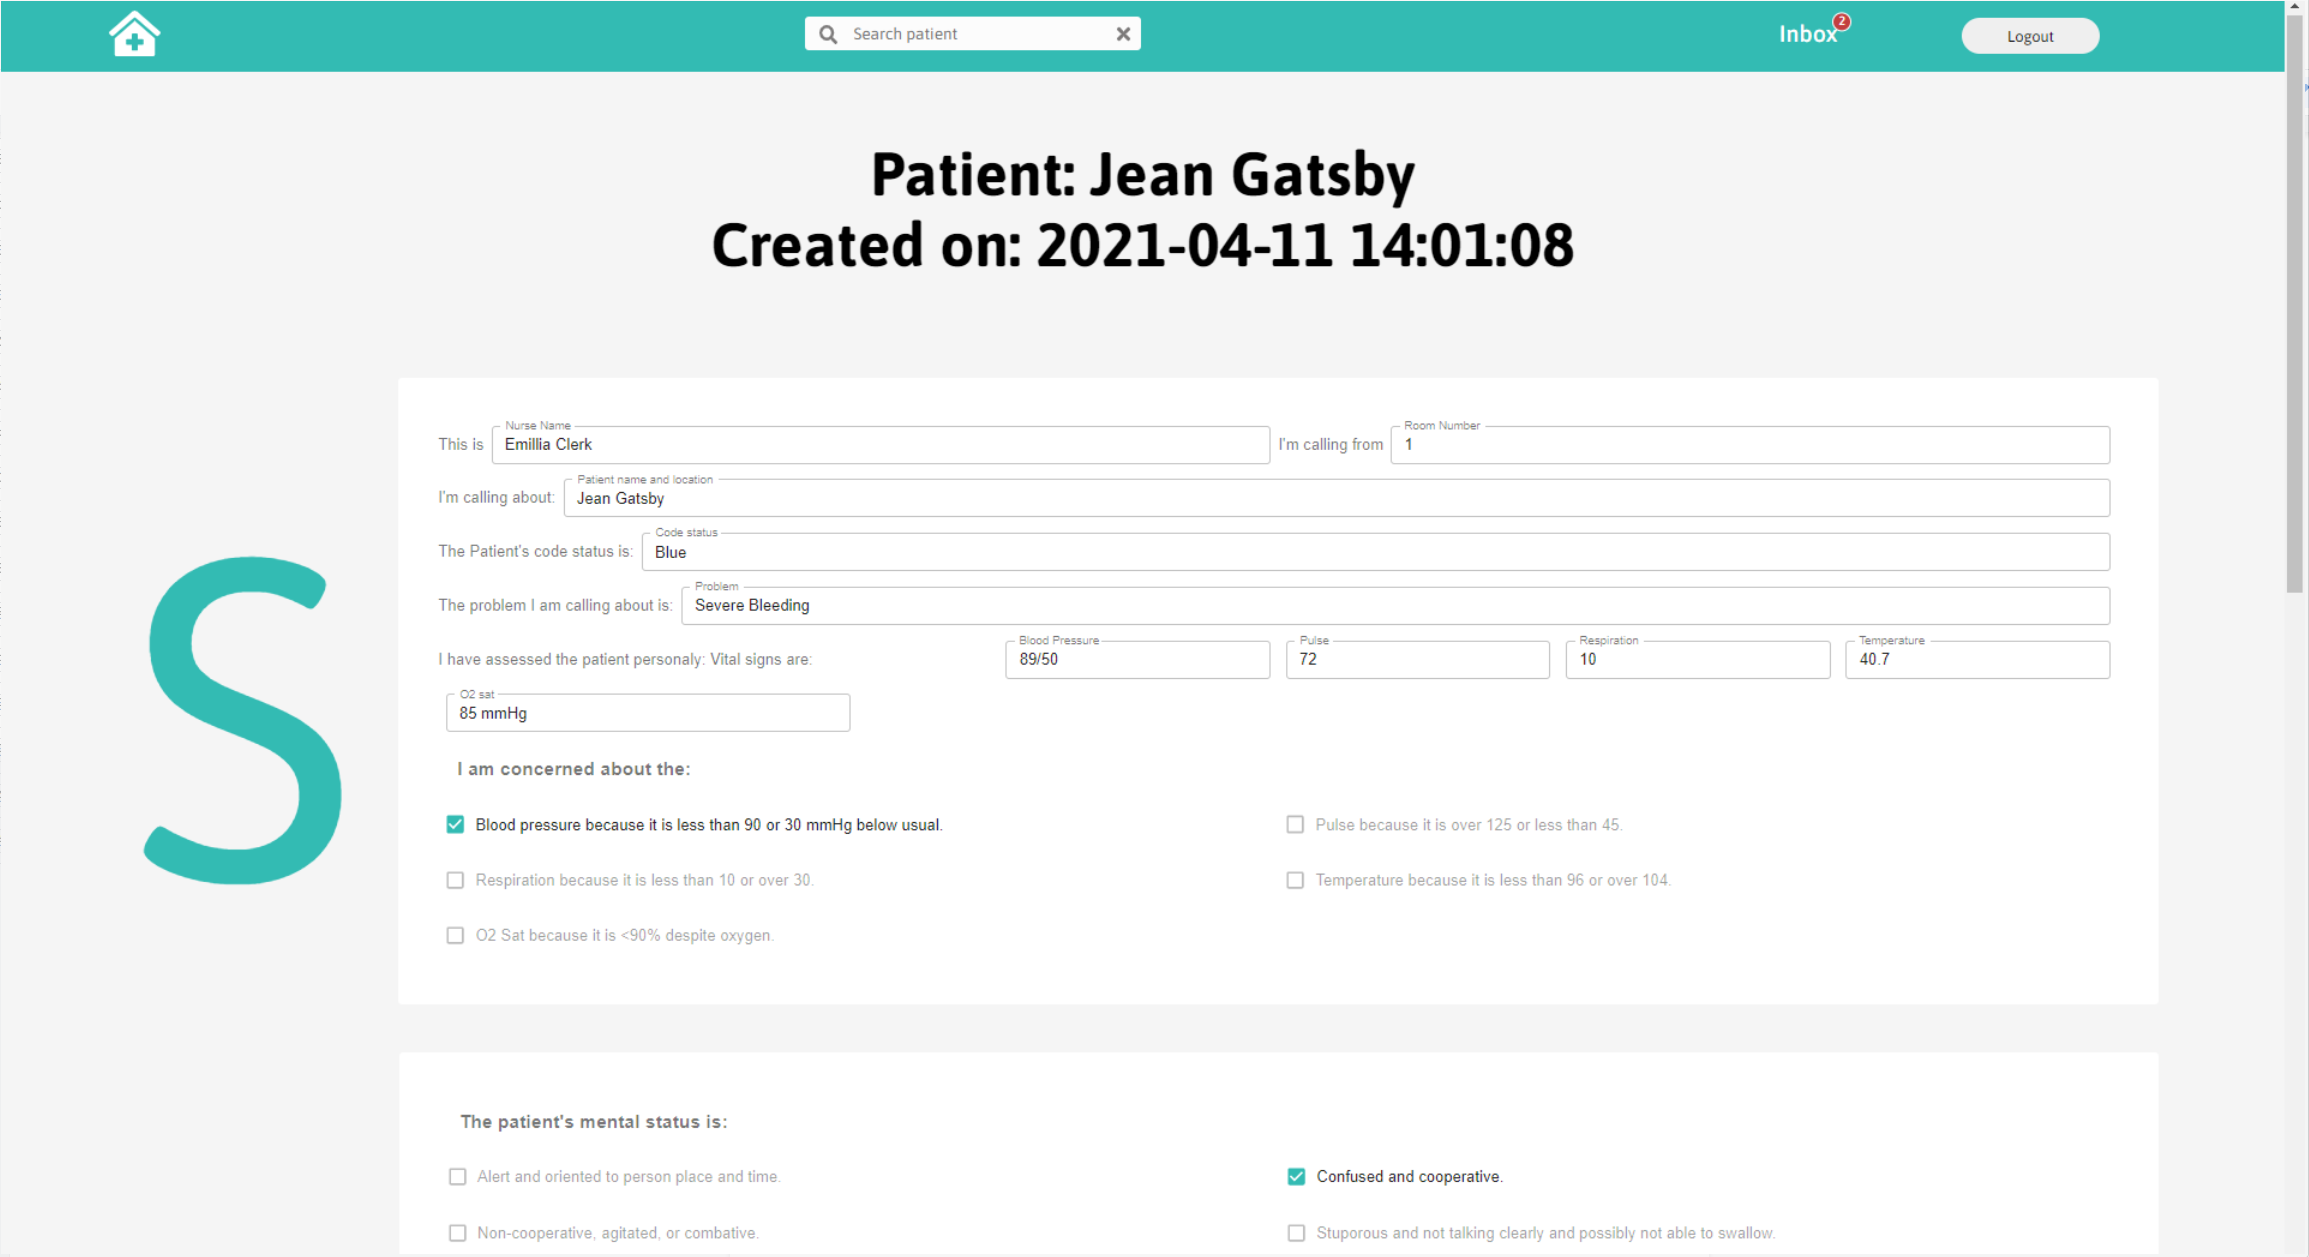 Search patient
Inbox 2
Logout
Patient: Jean Gatsby
Created on: 2021-04-11 14:01:08
S
Nurse Name
Room Number
This is Emillia Clerk I'm calling from 1
Patient name and location
I'm calling about: Jean Gatsby
Code status
The Patient's code status is: Blue
Problem
The problem I am calling about is: Severe Bleeding
Blood Pressure
Pulse
Respiration
Temperature
I have assessed the patient personaly: Vital signs are: 89/50 72 10 40.7
O2 sat
85 mmHg
I am concerned about the:
Blood pressure because it is less than 90 or 30 mmHg below usual.
Pulse because it is over 125 or less than 45.
Respiration because it is less than 10 or over 30.
Temperature because it is less than 96 or over 104.
O2 Sat because it is <90% despite oxygen.
The patient's mental status is:
Alert and oriented to person place and time.
Confused and cooperative.
Non-cooperative, agitated, or combative.
Stuporous and not talking clearly and possibly not able to swallow.